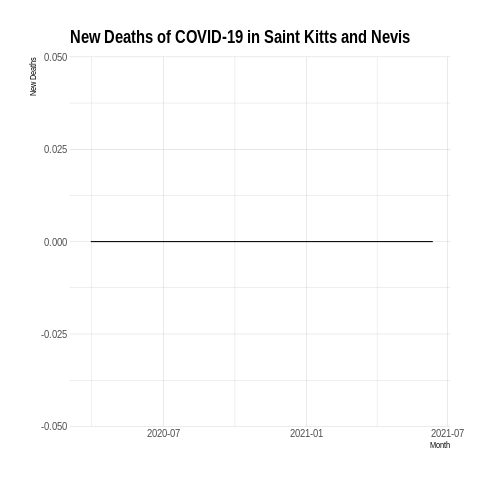 New Deaths of COVID-19 in Saint Kitts and Nevis
New Deaths
0.050
0.025
0.000
-0.025
-0.050
2020-07
2021-01
2021-07
Month